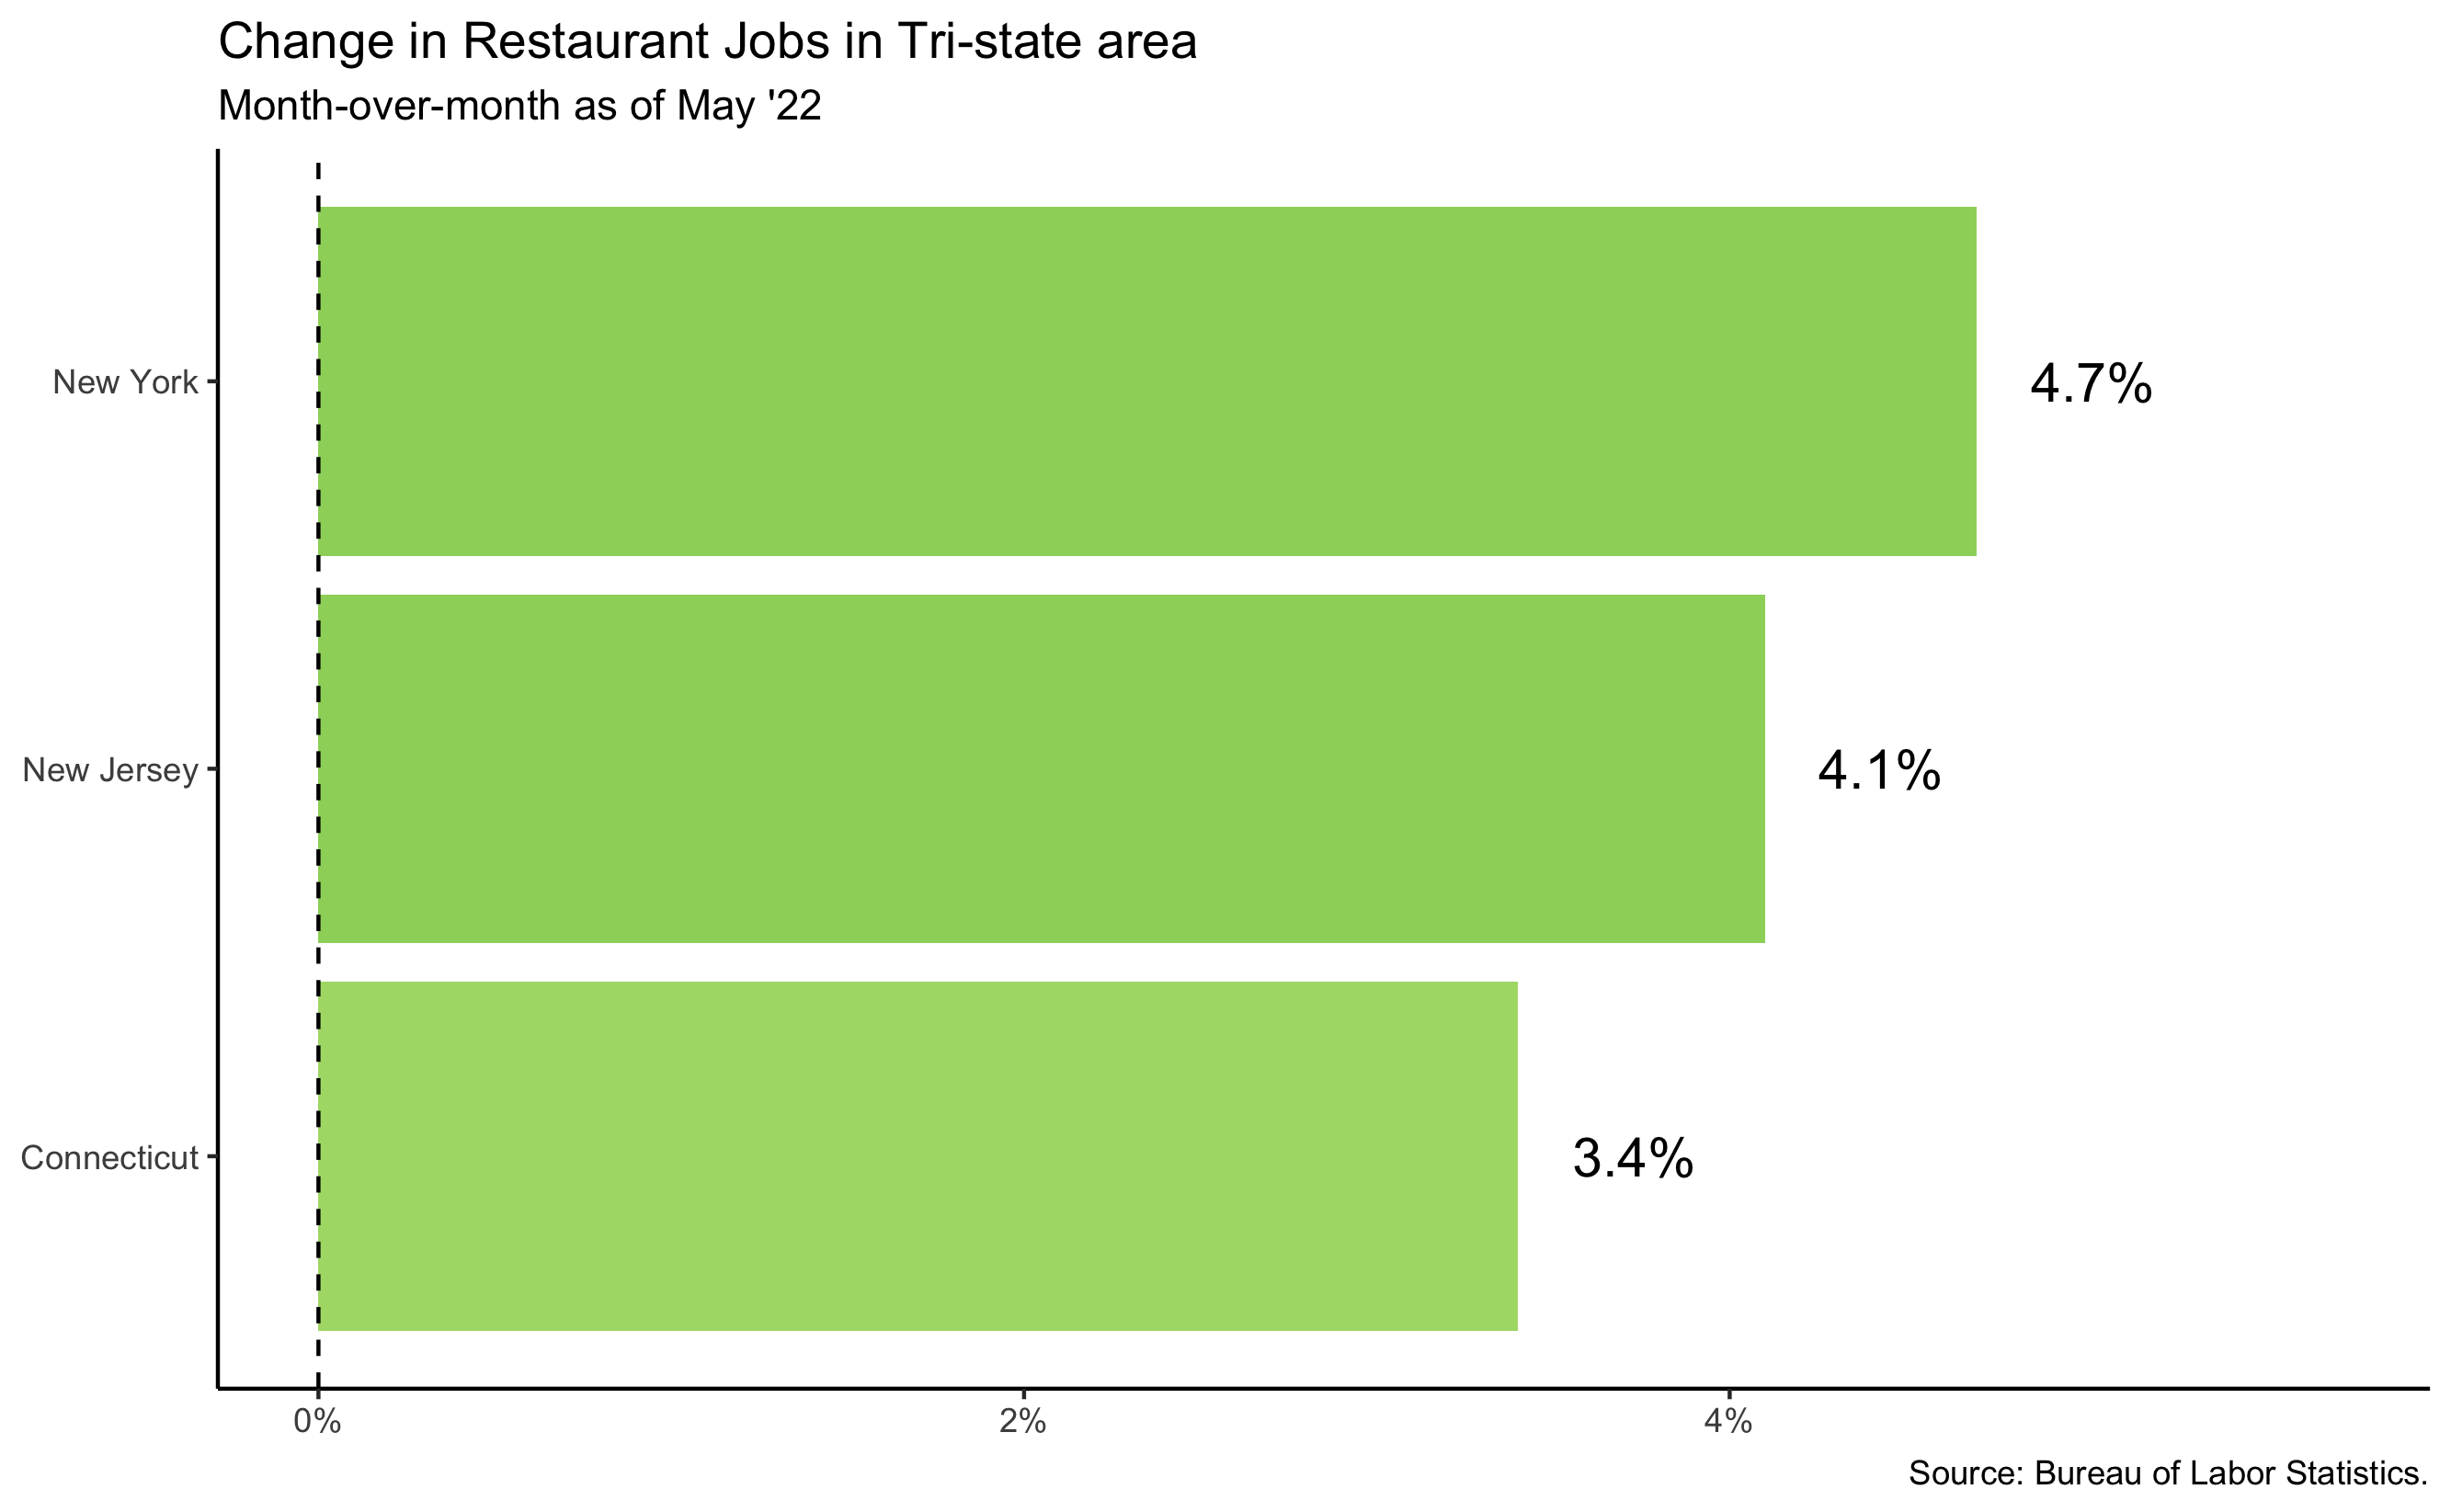 Change in Restaurant Jobs in Tri-state area
Month-over-month as of May '22
New York
4.7%
New Jersey
4.1%
Connecticut
3.4%
0%
2%
4%
Source: Bureau of Labor Statistics.